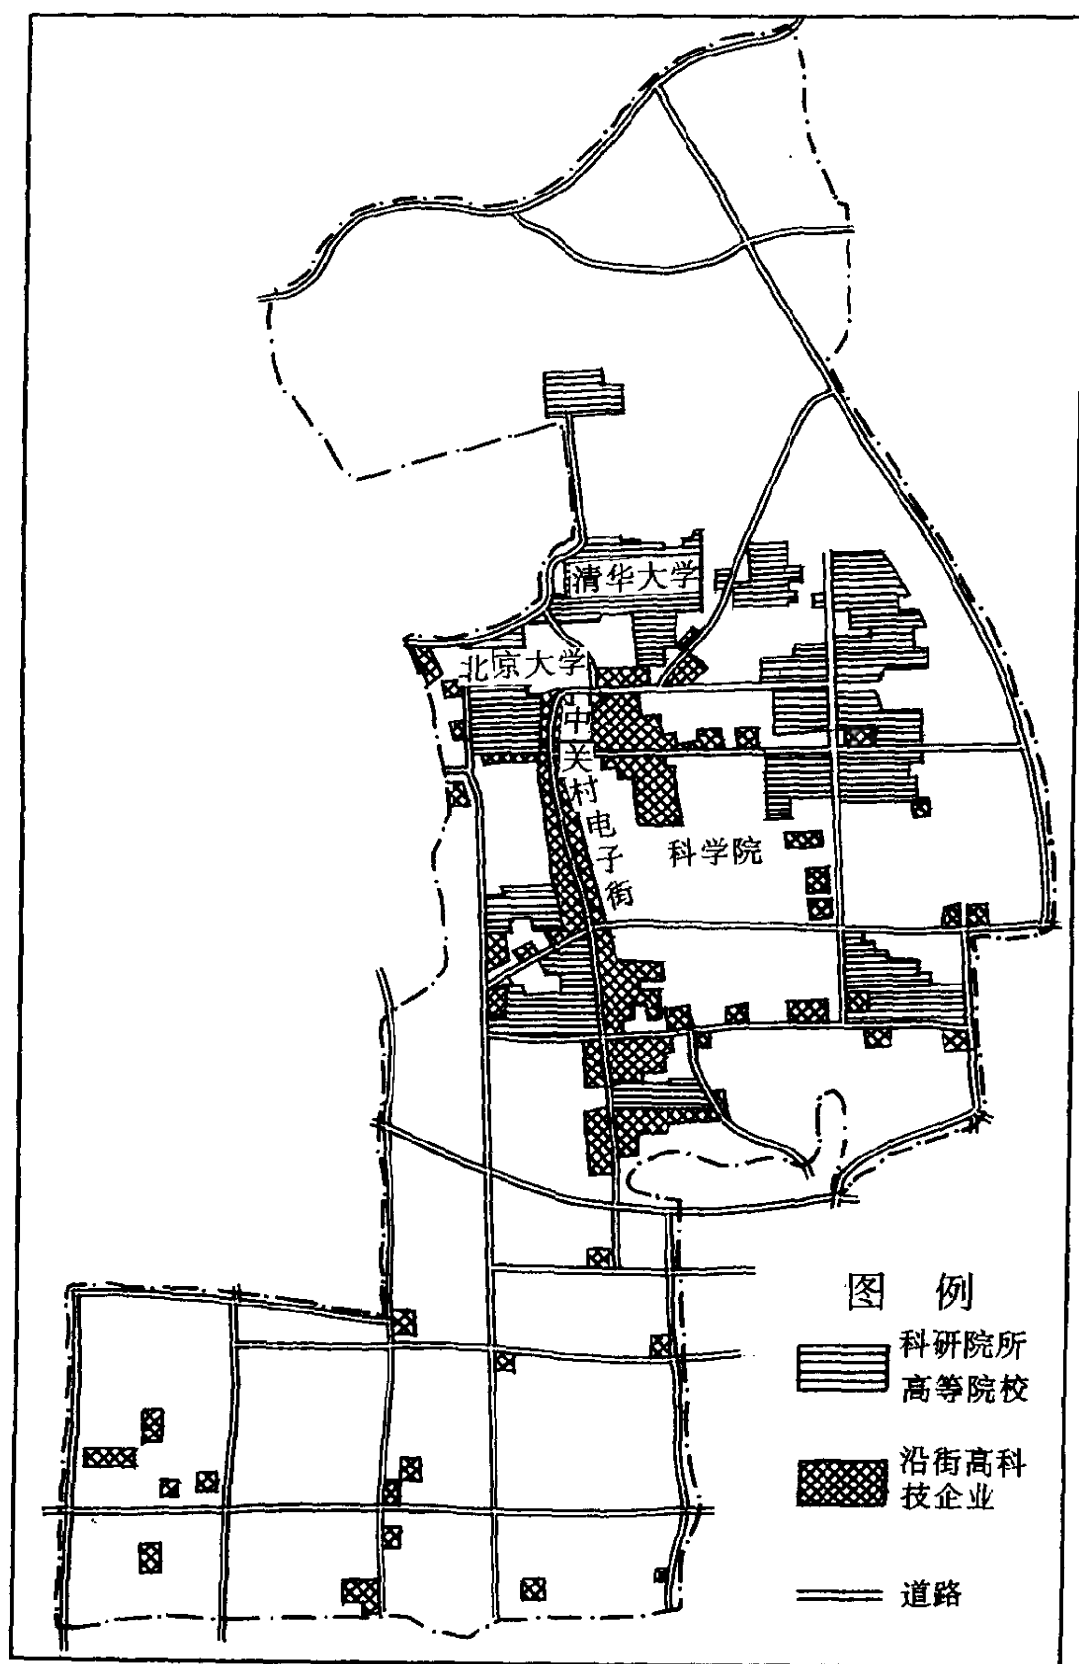 清华大学
北京大学
中关村电子街
科学院
图 例
科研院所
高等院校
沿街高科
技企业
道路